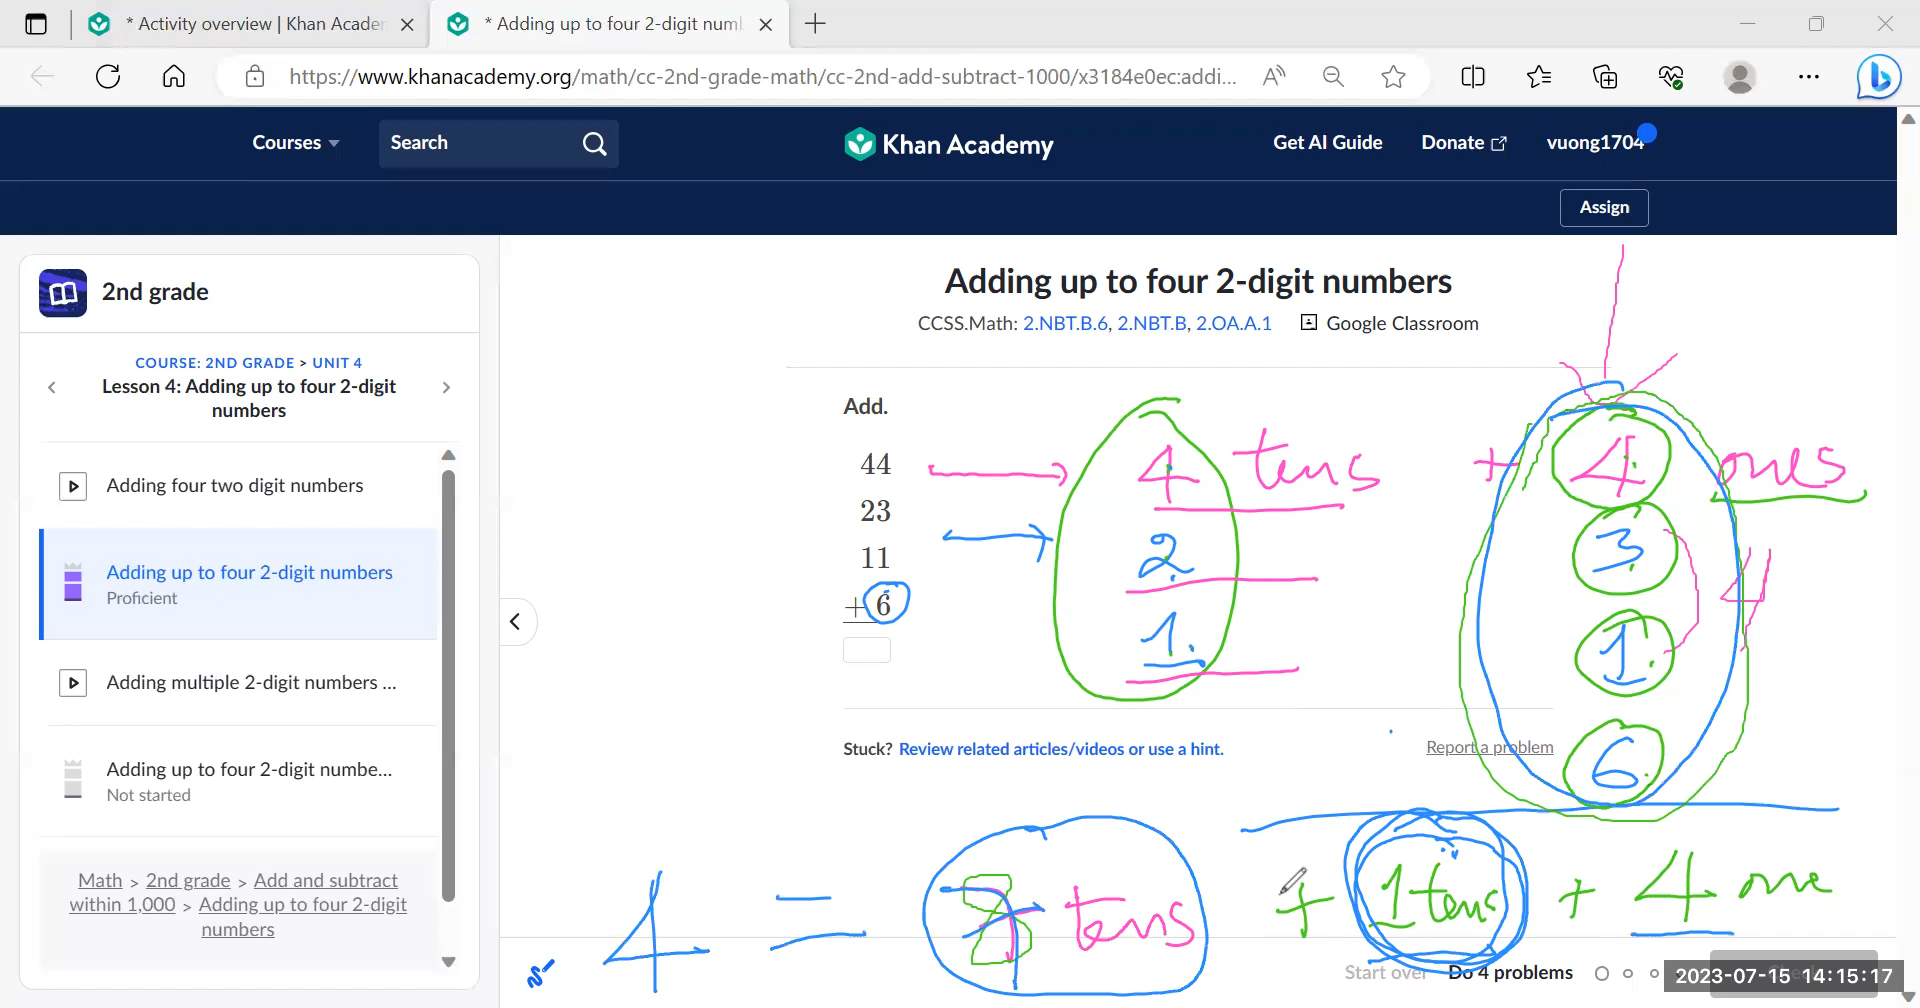 * Activity overview | Khan Acade
* Adding up to four 2-digit num
https://www.khanacademy.org/math/cc-2nd-grade-math/cc-2nd-add-subtract-1000/x3184e0ec:addi...
Courses
Search
Khan Academy
Get AI Guide
Donate
vuong1704
Assign
2nd grade
COURSE: 2ND GRADE > UNIT 4
Lesson 4: Adding up to four 2-digit
numbers
Adding four two digit numbers
Adding up to four 2-digit numbers
Proficient
Adding multiple 2-digit numbers ...
Adding up to four 2-digit numbe...
Not started
Math > 2nd grade > Add and subtract
within 1,000 > Adding up to four 2-digit
numbers
Adding up to four 2-digit numbers
CCSS.Math: 2.NBT.B.6, 2.NBT.B, 2.OA.A.1 Google Classroom
Add.
44
23
11
+ 6
4 tens + 4 ones
2 3
1 1
6
4
Stuck? Review related articles/videos or use a hint.
Report a problem
4 = tens + 1 tens + 4 one
Start over
Do 4 problems
2023-07-15 14:15:17